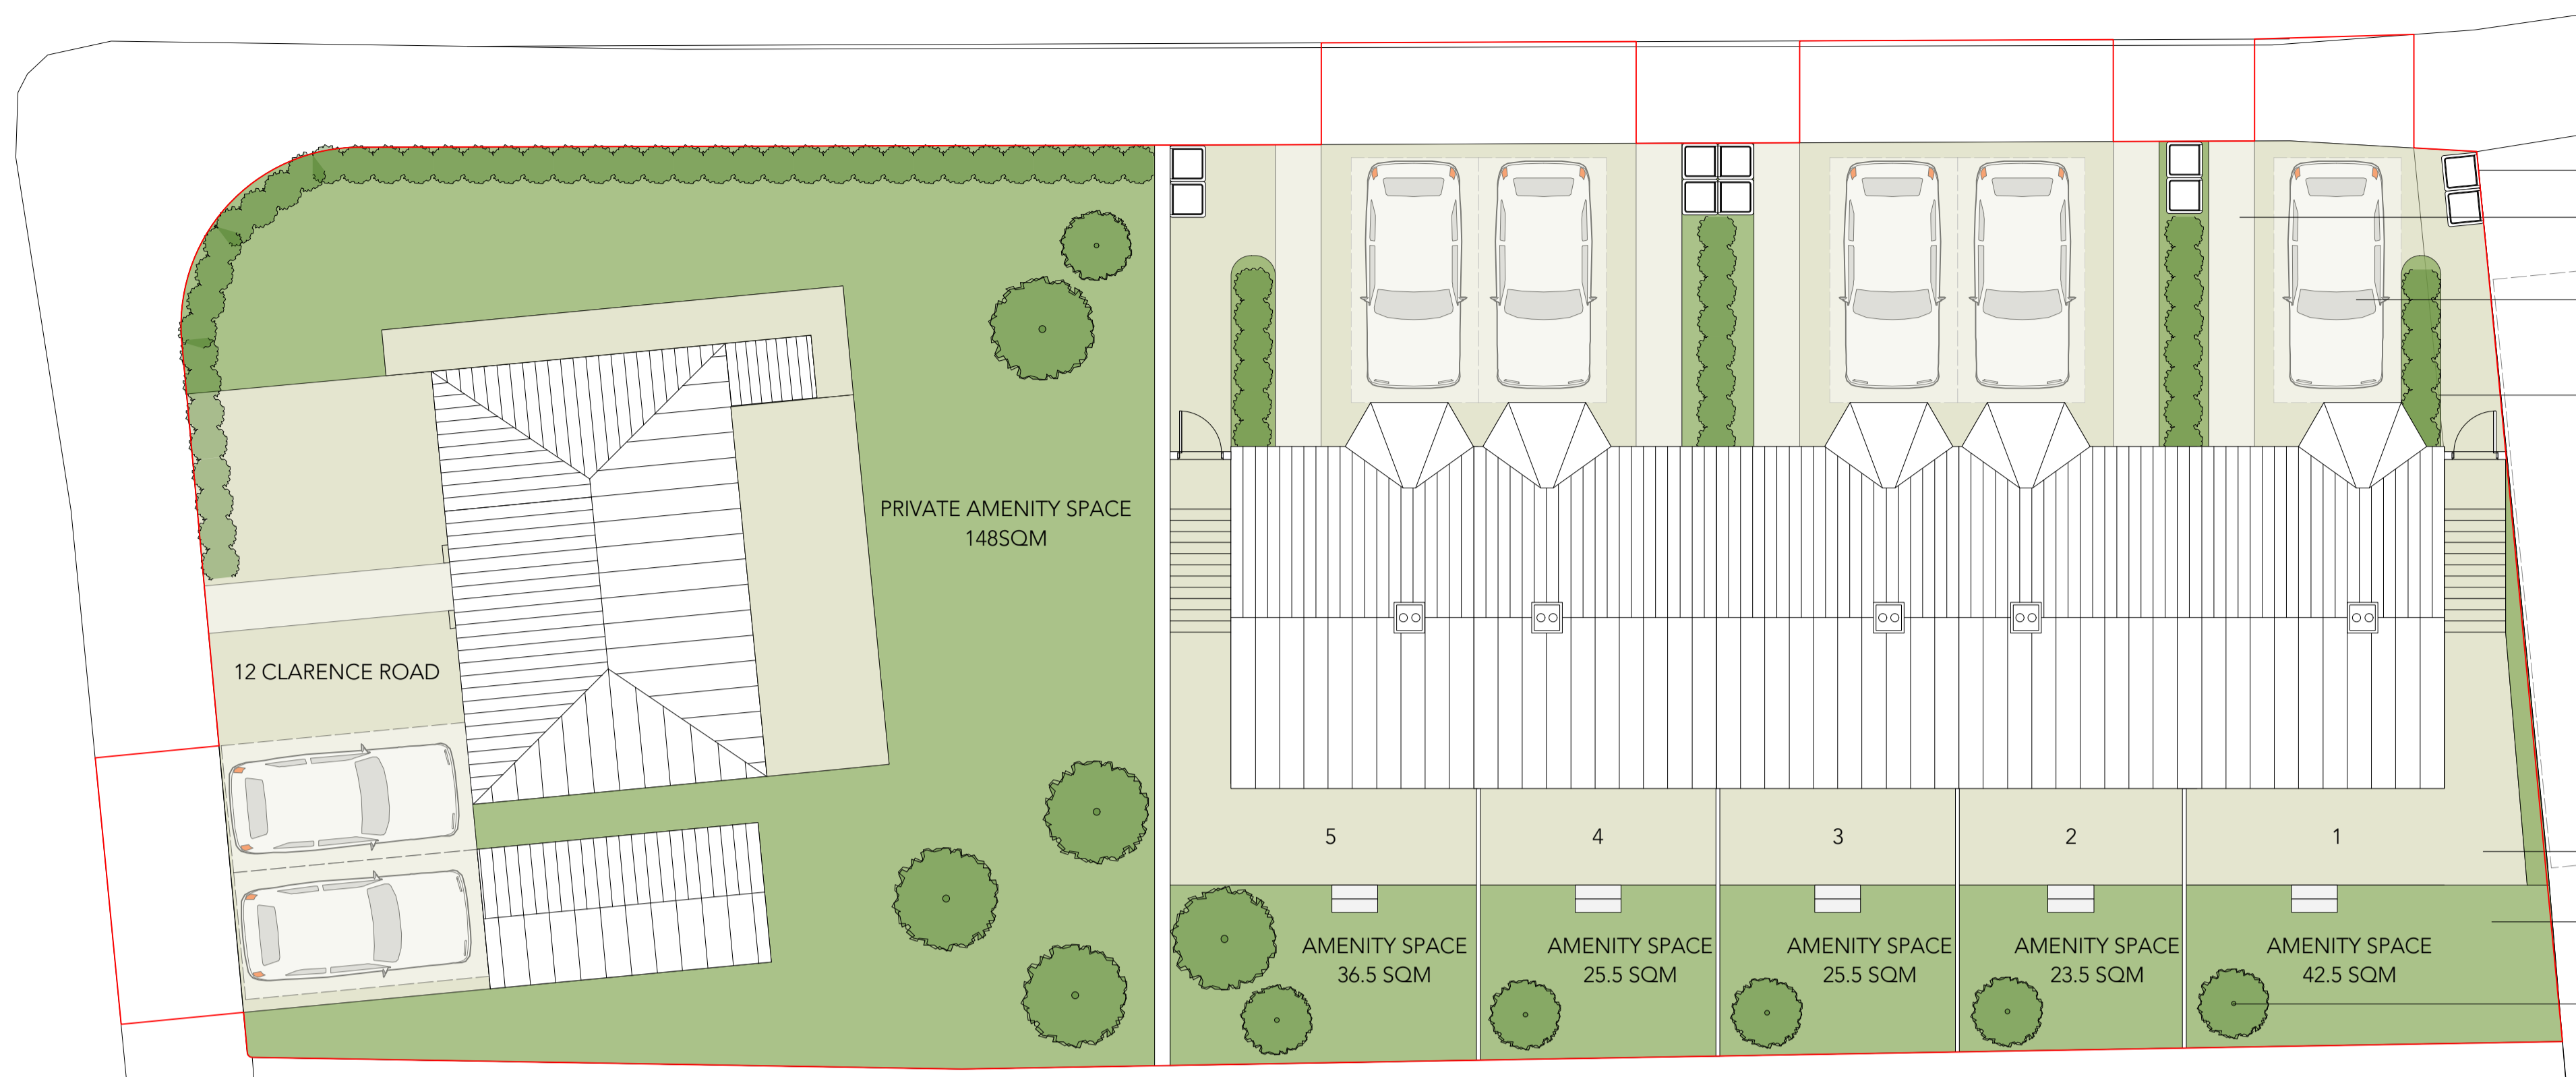 PRIVATE AMENITY SPACE
148SQM
12 CLARENCE ROAD
5
4
3
2
1
AMENITY SPACE
36.5 SQM
AMENITY SPACE
25.5 SQM
AMENITY SPACE
25.5 SQM
AMENITY SPACE
23.5 SQM
AMENITY SPACE
42.5 SQM